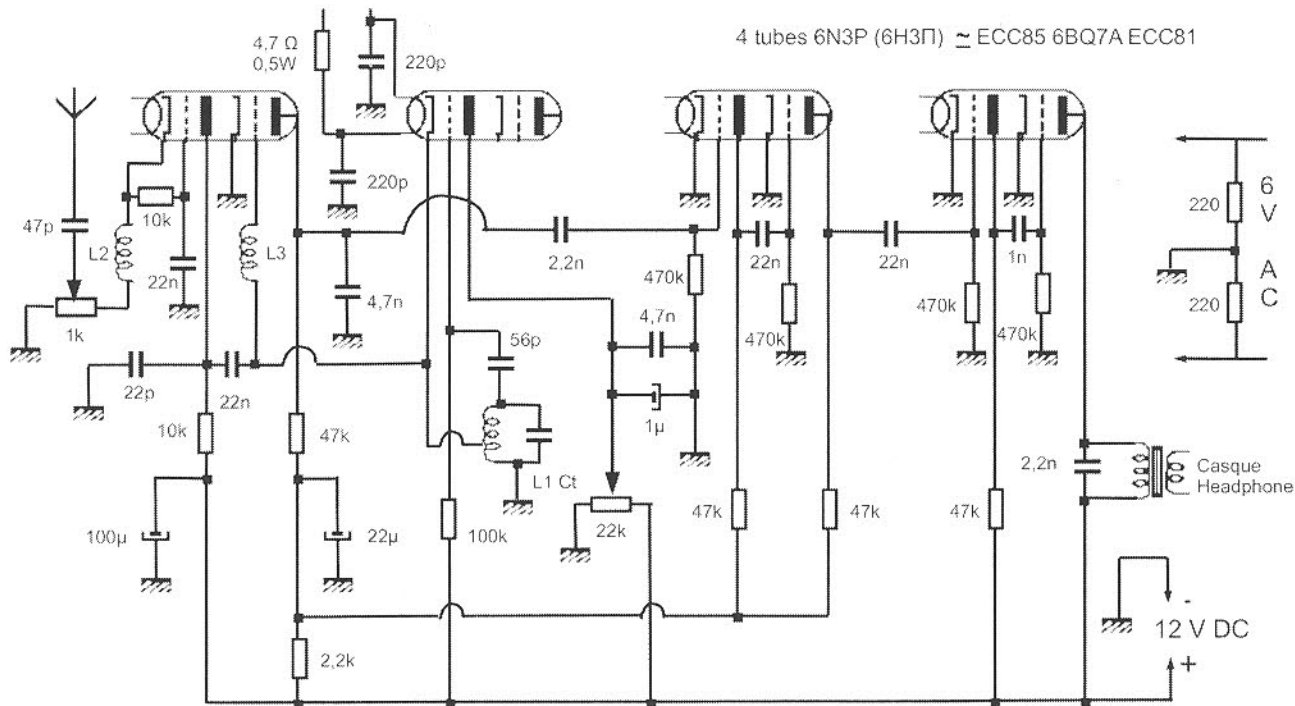 4 tubes 6N3P (6Н3П) ≃ ECC85 6BQ7A ECC81
4,7 Ω
0,5W
220p
220p
47p
L2
10k
22n
L3
1k
22p
22n
4,7n
2,2n
470k
22n
470k
22n
470k
1n
470k
220
220
6V AC
10k
47k
56p
4,7n
1µ
L1 Ct
100µ
22µ
100k
22k
47k
47k
47k
2,2n
Casque
Headphone
2,2k
-
12 V DC
+